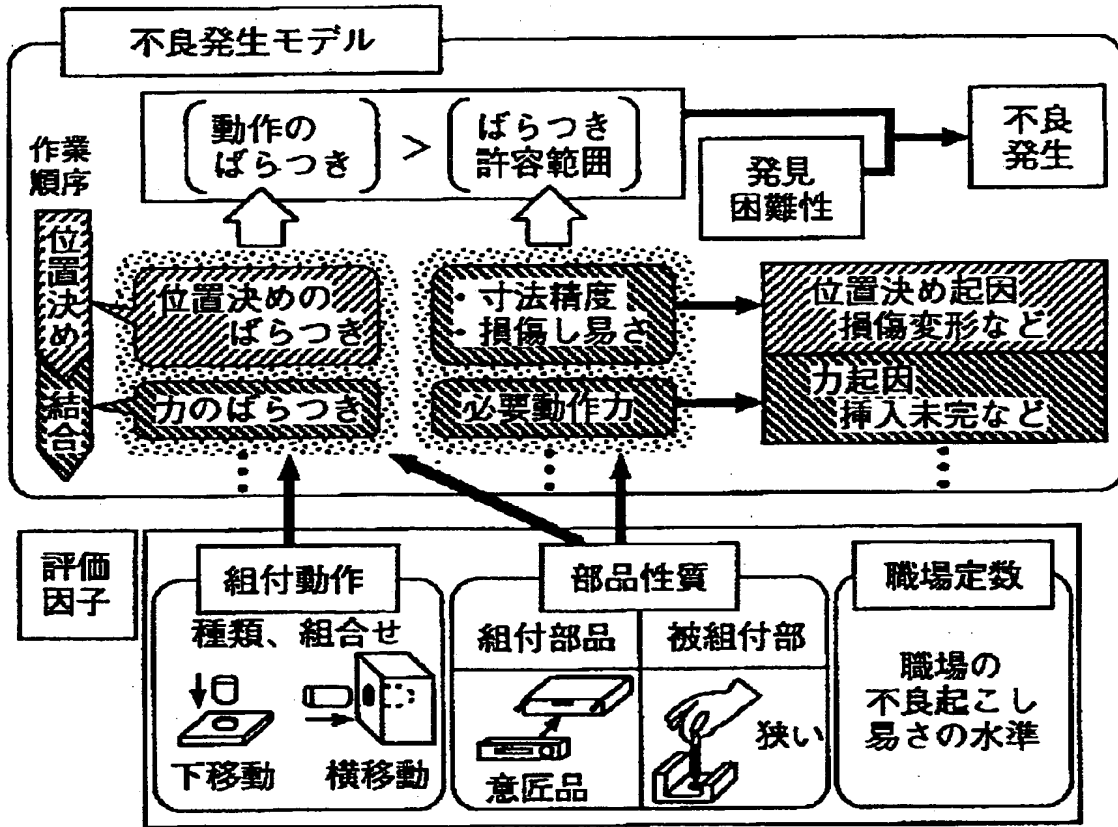 不良発生モデル
作業
順序
動作の
ばらつき
>
ばらつき
許容範囲
発見
困難性
不良
発生
位置決め
結合
位置決めの
ばらつき
力のばらつき
・寸法精度
・損傷し易さ
必要動作力
位置決め起因
損傷変形など
力起因
挿入未完など
評価
因子
組付動作
種類、組合せ
下移動
横移動
部品性質
組付部品
被組付部
意匠品
狭い
職場定数
職場の
不良起こし
易さの水準